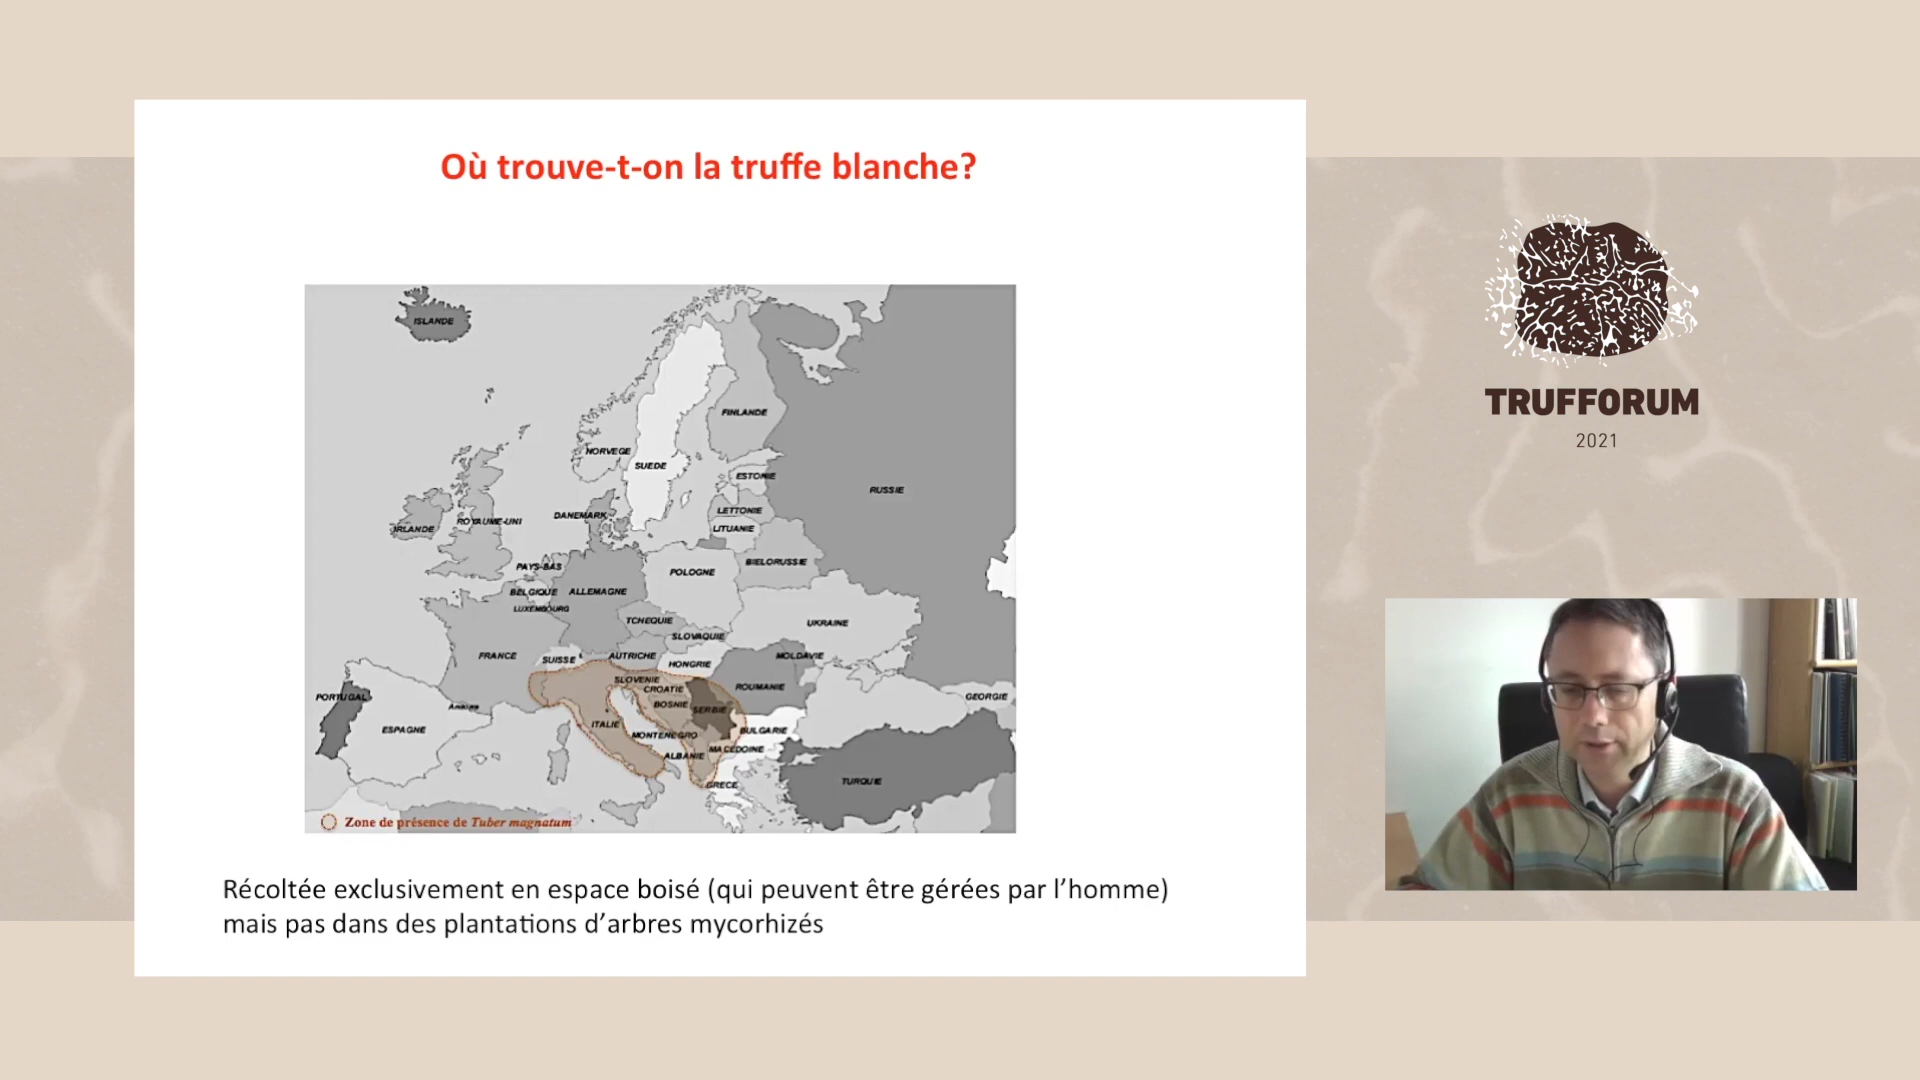 Où trouve-t-on la truffe blanche?
ISLANDE
FINLANDE
NORVEGE
SUEDE
ESTONIE
RUSSIE
LETTONIE
DANEMARK
ROYAUME-UNI
IRLANDE
LITUANIE
BIELORUSSIE
PAYS-BAS
POLOGNE
BELGIQUE
ALLEMAGNE
LUXEMBOURG
TCHEQUIE
UKRAINE
SLOVAQUIE
FRANCE
SUISSE
AUTRICHE
HONGRIE
MOLDAVIE
SLOVENIE
CROATIE
ROUMANIE
PORTUGAL
GEORGIE
Andorre
BOSNIE
SERBIE
ESPAGNE
ITALIE
MONTENEGRO
BULGARIE
MACEDOINE
ALBANIE
GRECE
TURQUIE
Zone de présence de Tuber magnatum
Récoltée exclusivement en espace boisé (qui peuvent être gérées par l'homme)
mais pas dans des plantations d'arbres mycorhizés
TRUFFORUM
2021